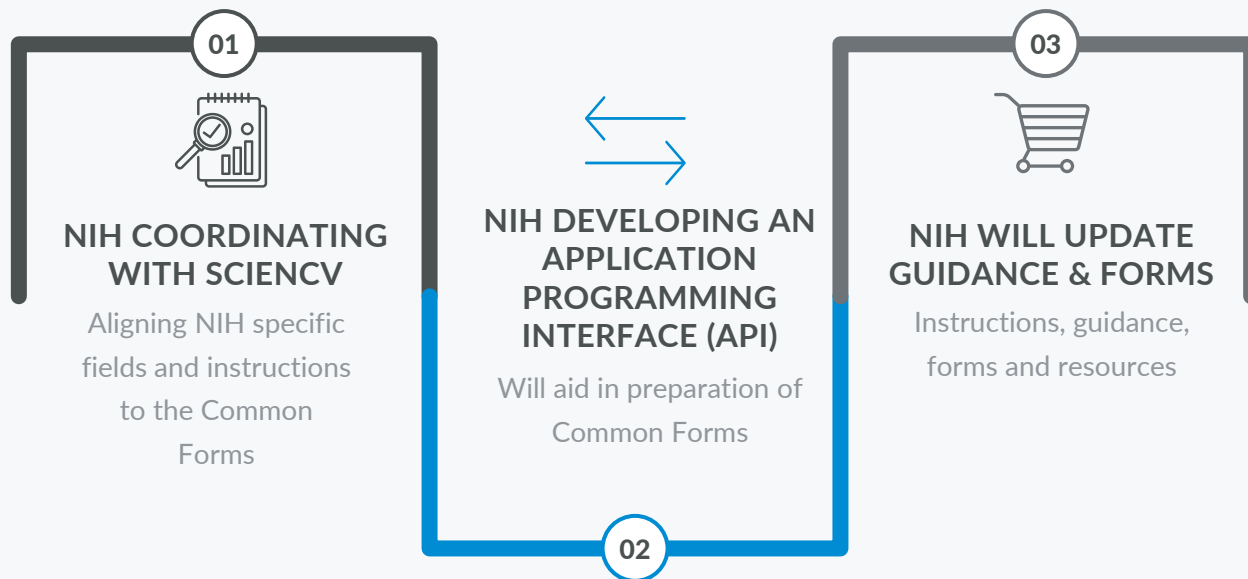 01
NIH COORDINATING
WITH SCIENCV
Aligning NIH specific
fields and instructions
to the Common
Forms
NIH DEVELOPING AN
APPLICATION
PROGRAMMING
INTERFACE (API)
Will aid in preparation of
Common Forms
02
03
NIH WILL UPDATE
GUIDANCE & FORMS
Instructions, guidance,
forms and resources